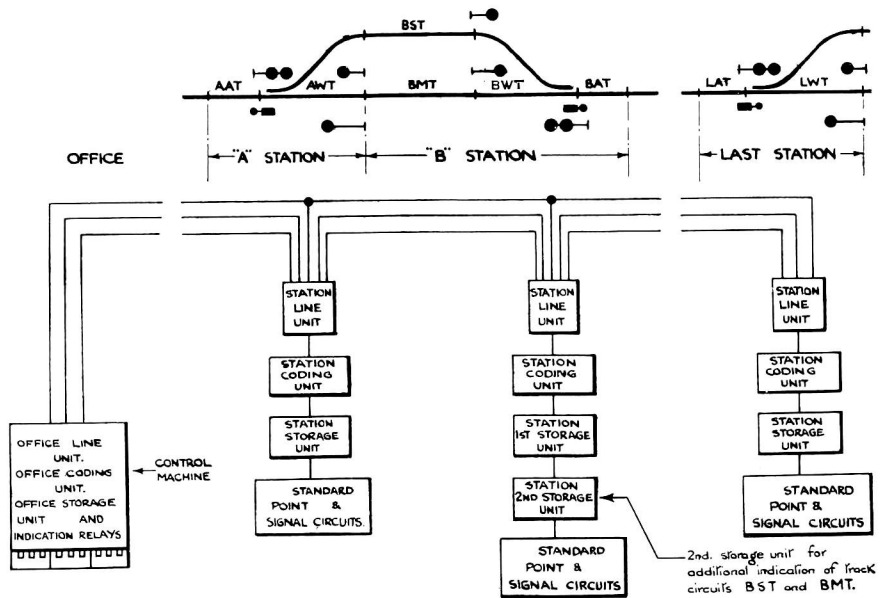 BST
AAT
AWT
BMT
BWT
BAT
LAT
LWT
OFFICE
"A" STATION
"B" STATION
LAST STATION
STATION
LINE
UNIT
STATION
LINE
UNIT
STATION
LINE
UNIT
STATION
CODING
UNIT
STATION
CODING
UNIT
STATION
CODING
UNIT
STATION
STORAGE
UNIT
STATION
1ST STORAGE
UNIT
STATION
STORAGE
UNIT
OFFICE LINE
UNIT.
OFFICE CODING
UNIT.
OFFICE STORAGE
UNIT AND
INDICATION RELAYS
CONTROL
MACHINE
STANDARD
POINT &
SIGNAL CIRCUITS.
STATION
2ND STORAGE
UNIT
STANDARD
POINT &
SIGNAL CIRCUITS
STANDARD
POINT &
SIGNAL CIRCUITS
2nd. storage unit for
additional indication of track
circuits BST and BMT.